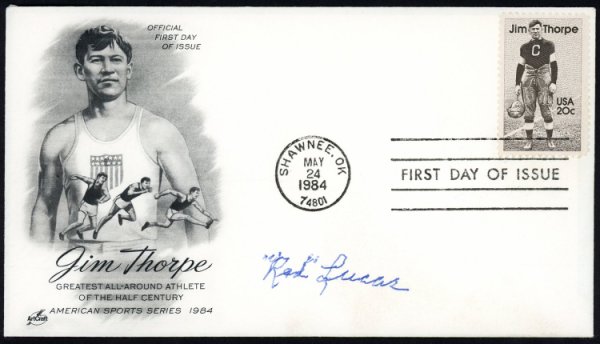 OFFICIAL
FIRST DAY
OF ISSUE
Jim Thorpe
C
USA
20c
SHAWNEE, OK
MAY
24
1984
74801
FIRST DAY OF ISSUE
Jim Thorpe
GREATEST ALL-AROUND ATHLETE
OF THE HALF CENTURY
AMERICAN SPORTS SERIES 1984
ArtCraft
"Rod" Lucas